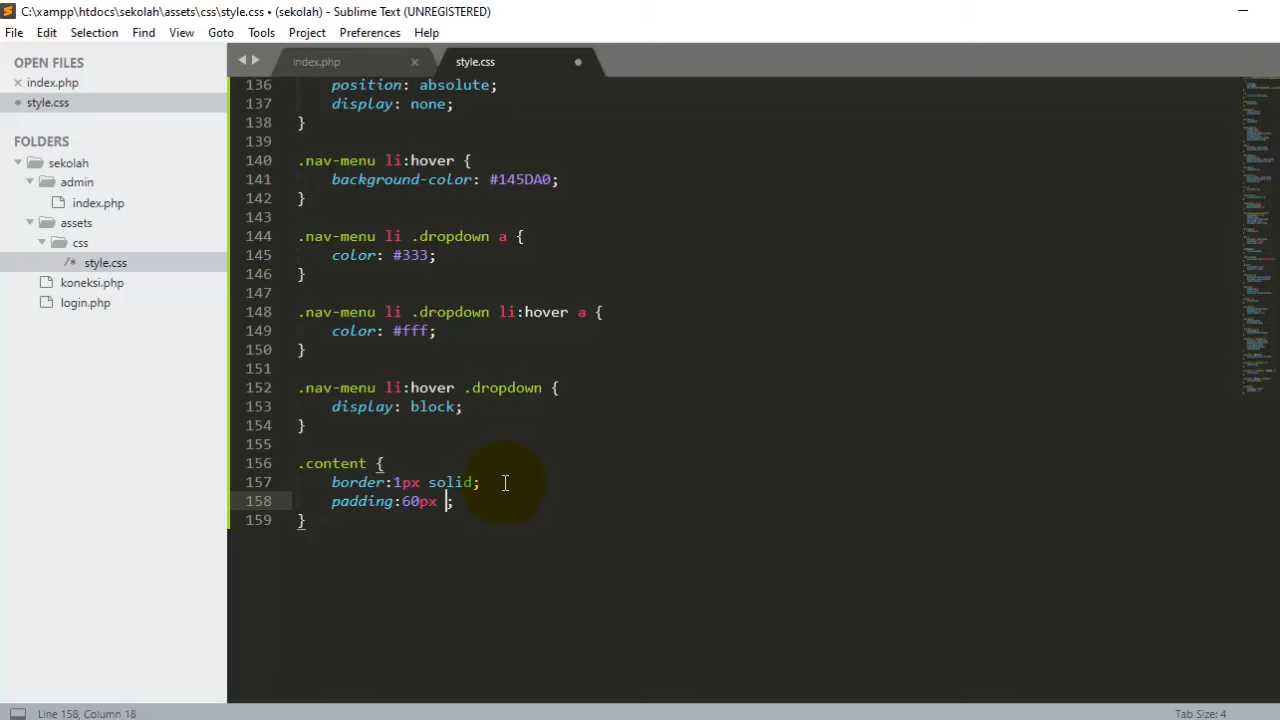 C:\xampp\htdocs\sekolah\assets\css\style.css • (sekolah) - Sublime Text (UNREGISTERED)
File Edit Selection Find View Goto Tools Project Preferences Help
OPEN FILES
index.php
style.css
FOLDERS
sekolah
admin
index.php
assets
css
/* style.css
koneksi.php
login.php
index.php
style.css
136 position: absolute;
137 display: none;
138 }
139
140 .nav-menu li:hover {
141 background-color: #145DA0;
142 }
143
144 .nav-menu li .dropdown a {
145 color: #333;
146 }
147
148 .nav-menu li .dropdown li:hover a {
149 color: #fff;
150 }
151
152 .nav-menu li:hover .dropdown {
153 display: block;
154 }
155
156 .content {
157 border:1px solid;
158 padding:60px ;
159 }
Line 158, Column 18
Tab Size: 4